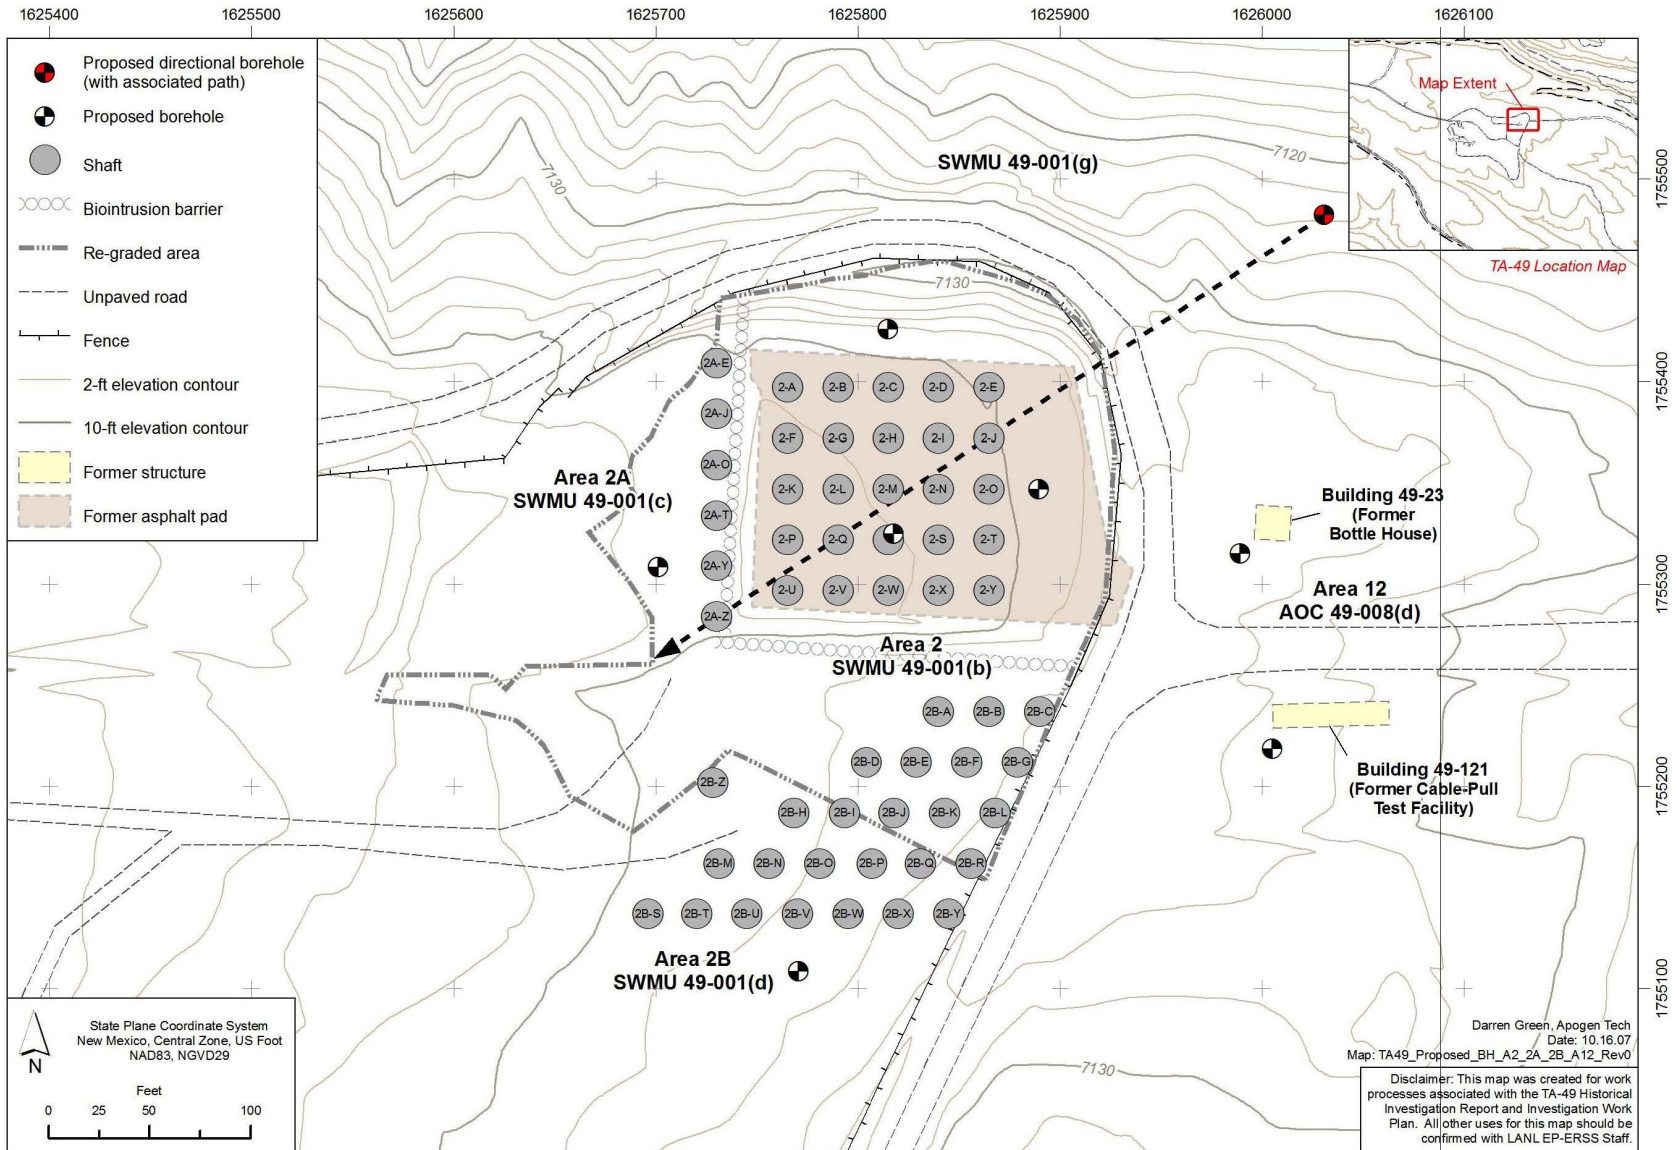 1625400 1625500 1625600 1625700 1625800 1625900 1626000 1626100
Proposed directional borehole
(with associated path)
Proposed borehole
Shaft
Biointrusion barrier
Re-graded area
Unpaved road
Fence
2-ft elevation contour
10-ft elevation contour
Former structure
Former asphalt pad
Map Extent
TA-49 Location Map
1755500
1755400
1755300
1755200
1755100
SWMU 49-001(g)
7120
7130
7130
2A-E
2A-J
2A-O
2A-T
2A-Y
2A-Z
2-A 2-B 2-C 2-D 2-E
2-F 2-G 2-H 2-I 2-J
2-K 2-L 2-M 2-N 2-O
2-P 2-Q 2-S 2-T
2-U 2-V 2-W 2-X 2-Y
Area 2A
SWMU 49-001(c)
Building 49-23
(Former
Bottle House)
Area 12
AOC 49-008(d)
Area 2
SWMU 49-001(b)
2B-A 2B-B 2B-C
2B-D 2B-E 2B-F 2B-G
2B-Z
2B-H 2B-I 2B-J 2B-K 2B-L
2B-M 2B-N 2B-O 2B-P 2B-Q 2B-R
2B-S 2B-T 2B-U 2B-V 2B-W 2B-X 2B-Y
Building 49-121
(Former Cable-Pull
Test Facility)
Area 2B
SWMU 49-001(d)
7130
State Plane Coordinate System
New Mexico, Central Zone, US Foot
NAD83, NGVD29
N
Feet
0 25 50 100
Darren Green, Apogen Tech
Date: 10.16.07
Map: TA49_Proposed_BH_A2_2A_2B_A12_Rev0
Disclaimer: This map was created for work
processes associated with the TA-49 Historical
Investigation Report and Investigation Work
Plan. All other uses for this map should be
confirmed with LANL EP-ERSS Staff.